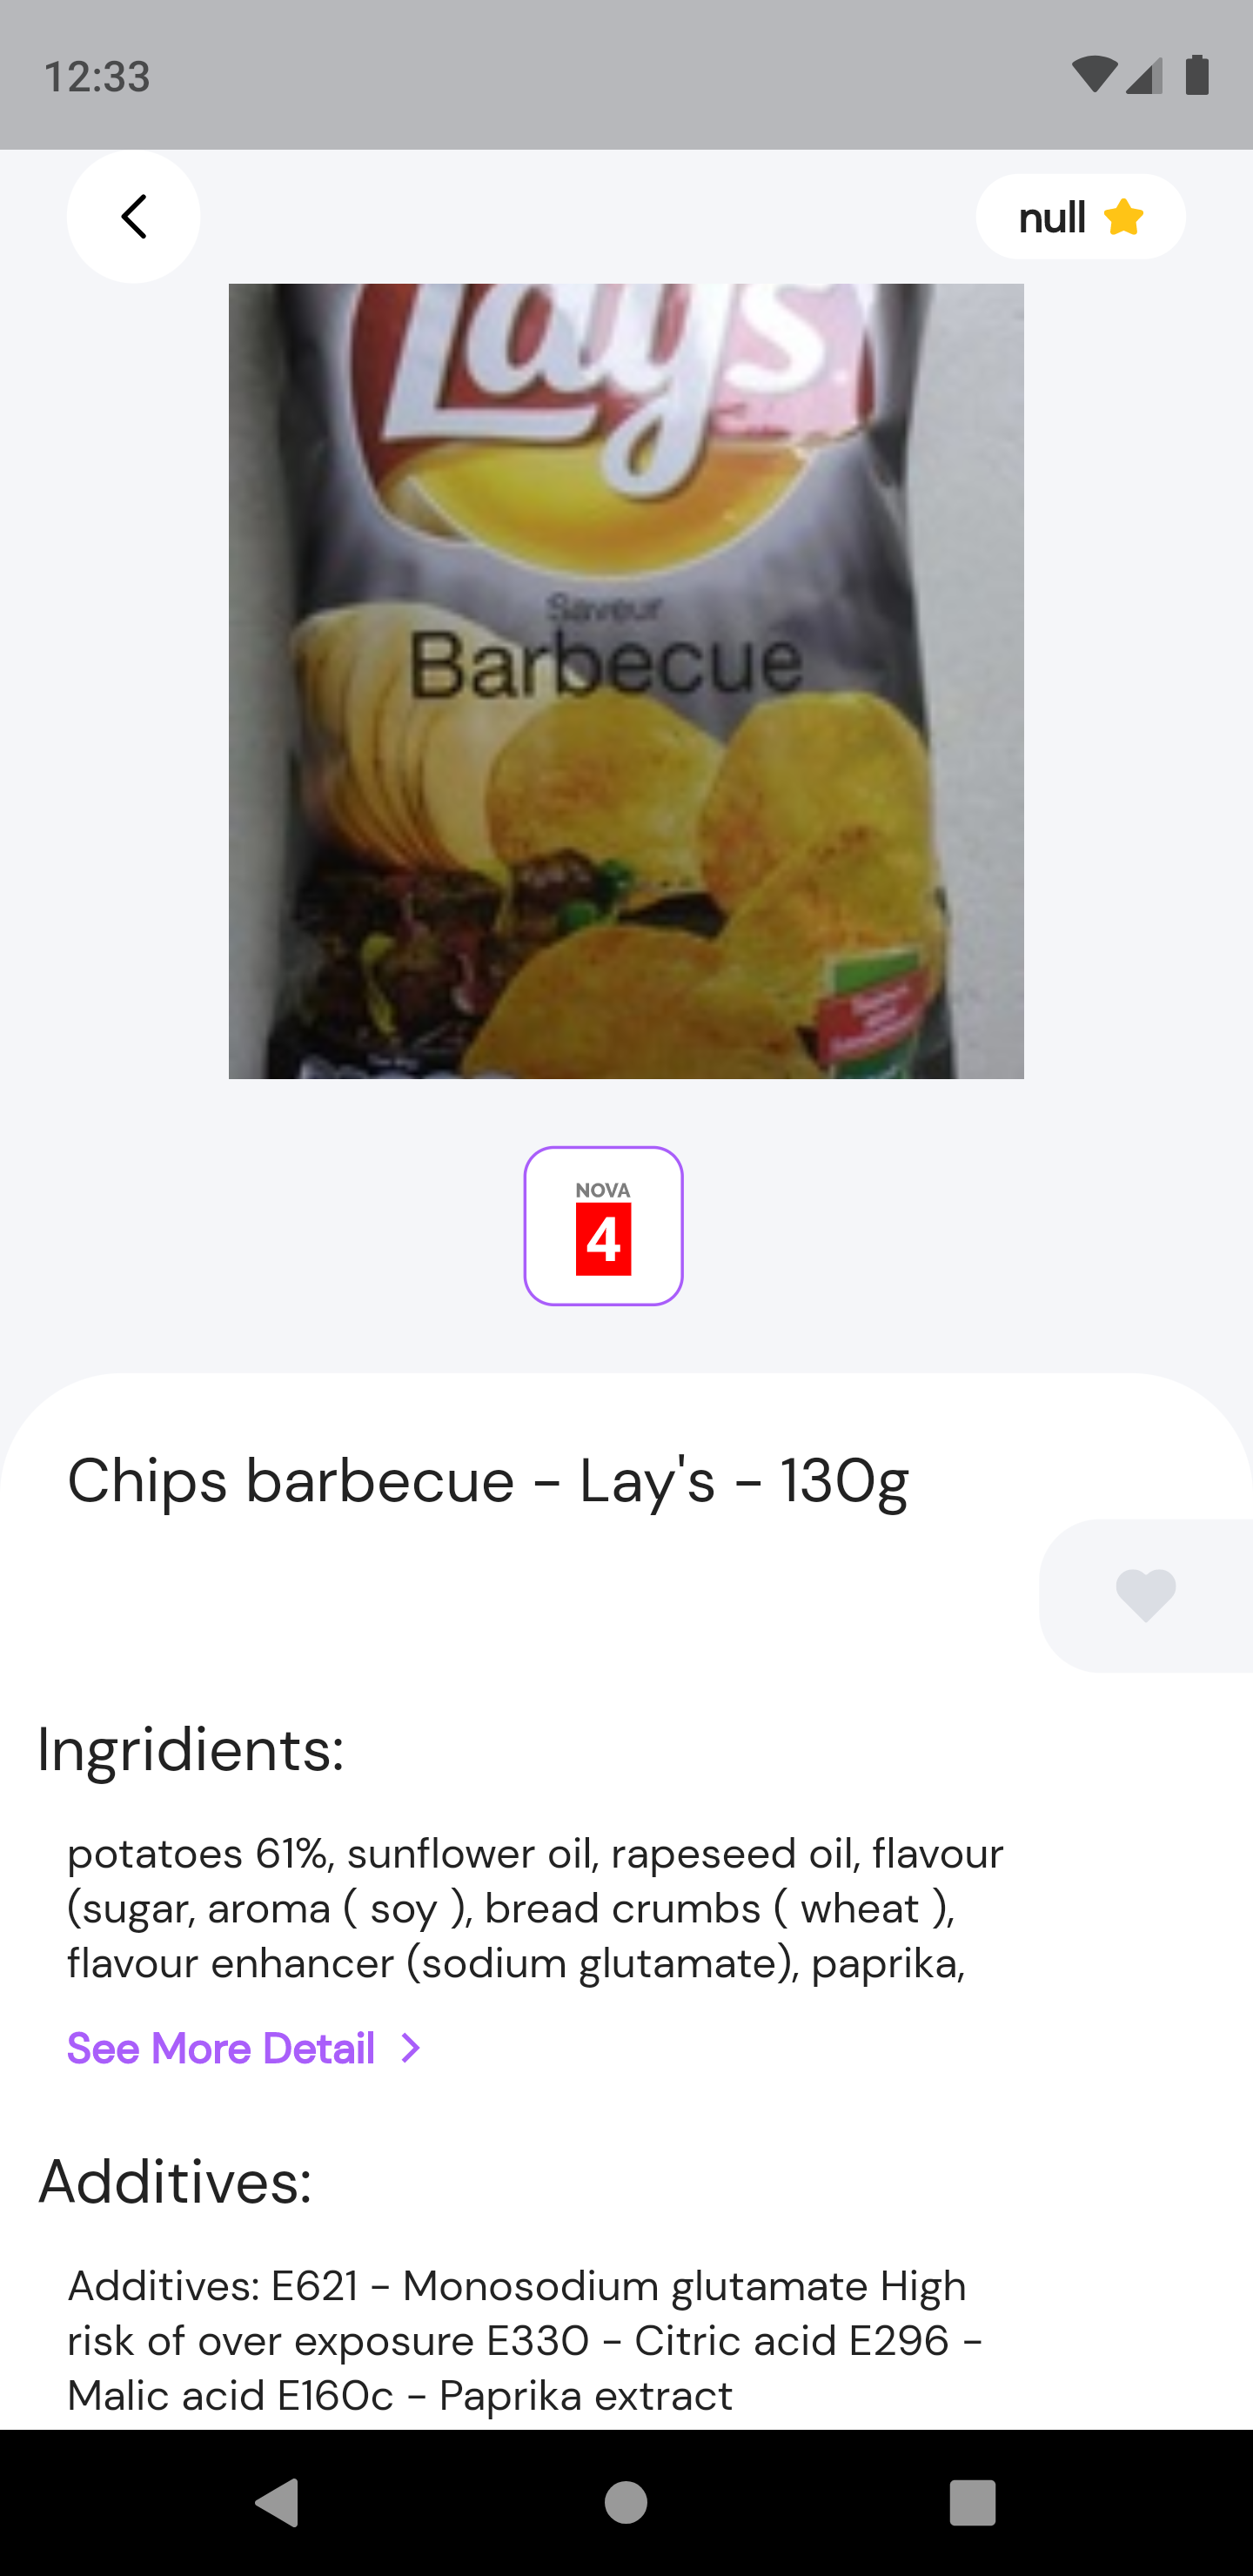 12:33
null
Lay's
Saveur
Barbecue
NOVA
4
Chips barbecue - Lay's - 130g
Ingridients:
potatoes 61%, sunflower oil, rapeseed oil, flavour
(sugar, aroma ( soy ), bread crumbs ( wheat ),
flavour enhancer (sodium glutamate), paprika,
See More Detail
Additives:
Additives: E621 - Monosodium glutamate High
risk of over exposure E330 - Citric acid E296 -
Malic acid E160c - Paprika extract